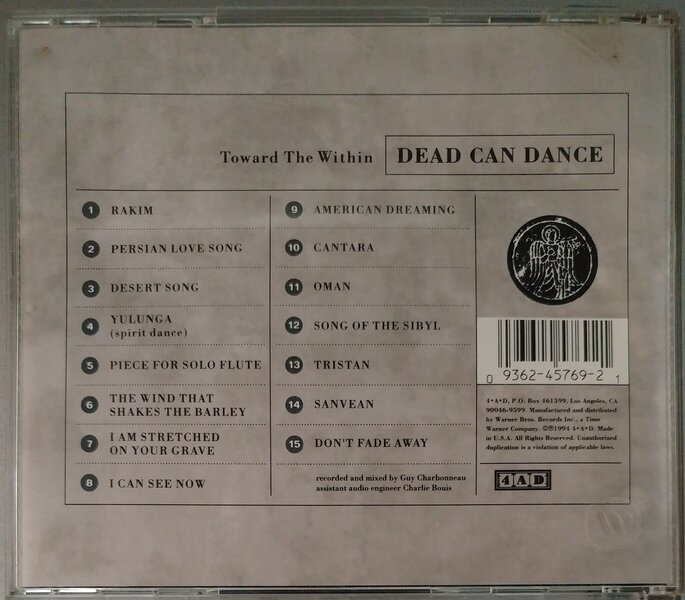 Toward The Within DEAD CAN DANCE
1 RAKIM
2 PERSIAN LOVE SONG
3 DESERT SONG
4 YULUNGA
(spirit dance)
5 PIECE FOR SOLO FLUTE
6 THE WIND THAT
SHAKES THE BARLEY
7 I AM STRETCHED
ON YOUR GRAVE
8 I CAN SEE NOW
9 AMERICAN DREAMING
10 CANTARA
11 OMAN
12 SONG OF THE SIBYL
13 TRISTAN
14 SANVEAN
15 DON'T FADE AWAY
recorded and mixed by Guy Charbonneau
assistant audio engineer Charlie Bouis
0 9362-45769-2 1
4•A•D, P.O. Box 461599, Los Angeles, CA
90046-9599. Manufactured and distributed
by Warner Bros. Records Inc., a Time
Warner Company. ©℗1994 4•A•D. Made
in U.S.A. All Rights Reserved. Unauthorized
duplication is a violation of applicable laws.
4AD